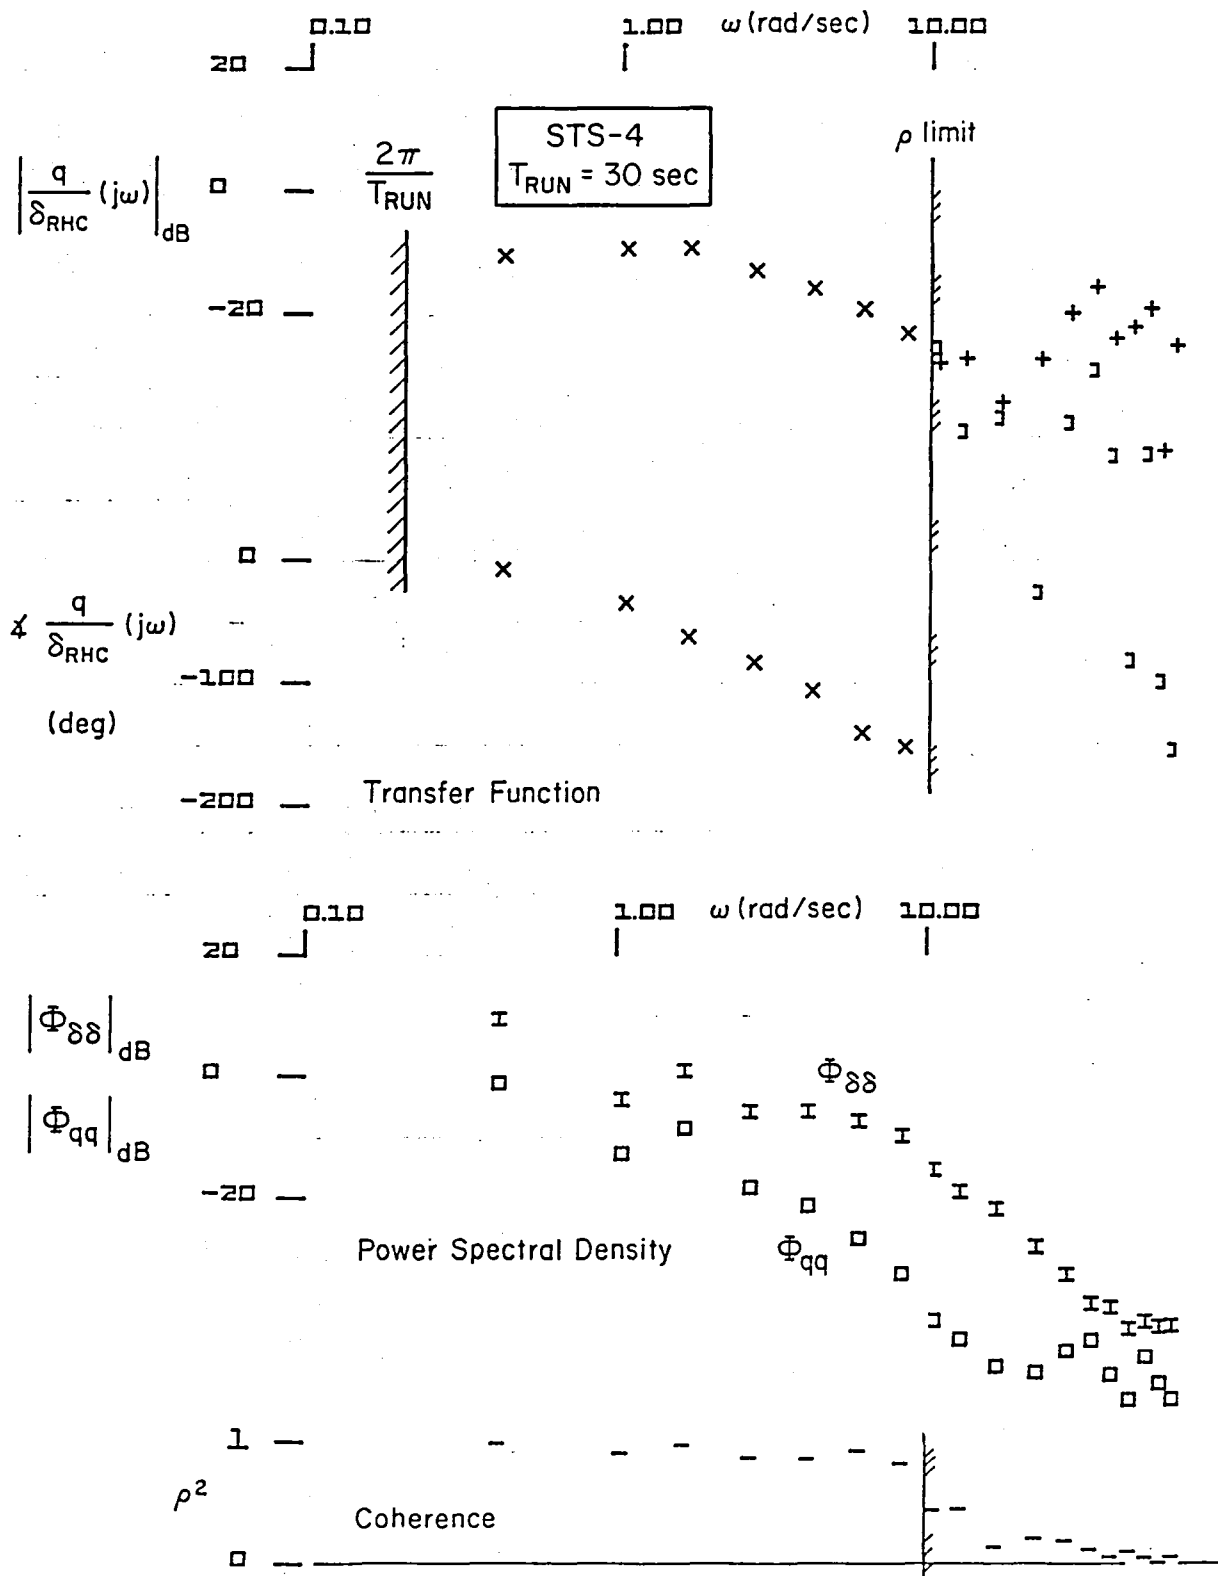 0.10 1.00 ω (rad/sec) 10.00
20
STS-4
T_RUN = 30 sec
ρ limit
2π / T_RUN
| q / δ_RHC (jω) |_dB
0
-20
0
∡ q / δ_RHC (jω)
(deg)
-100
-200
Transfer Function
0.10 1.00 ω (rad/sec) 10.00
20
|Φ_δδ|_dB
0
Φ_δδ
|Φ_qq|_dB
-20
Power Spectral Density
Φ_qq
1
ρ²
Coherence
0